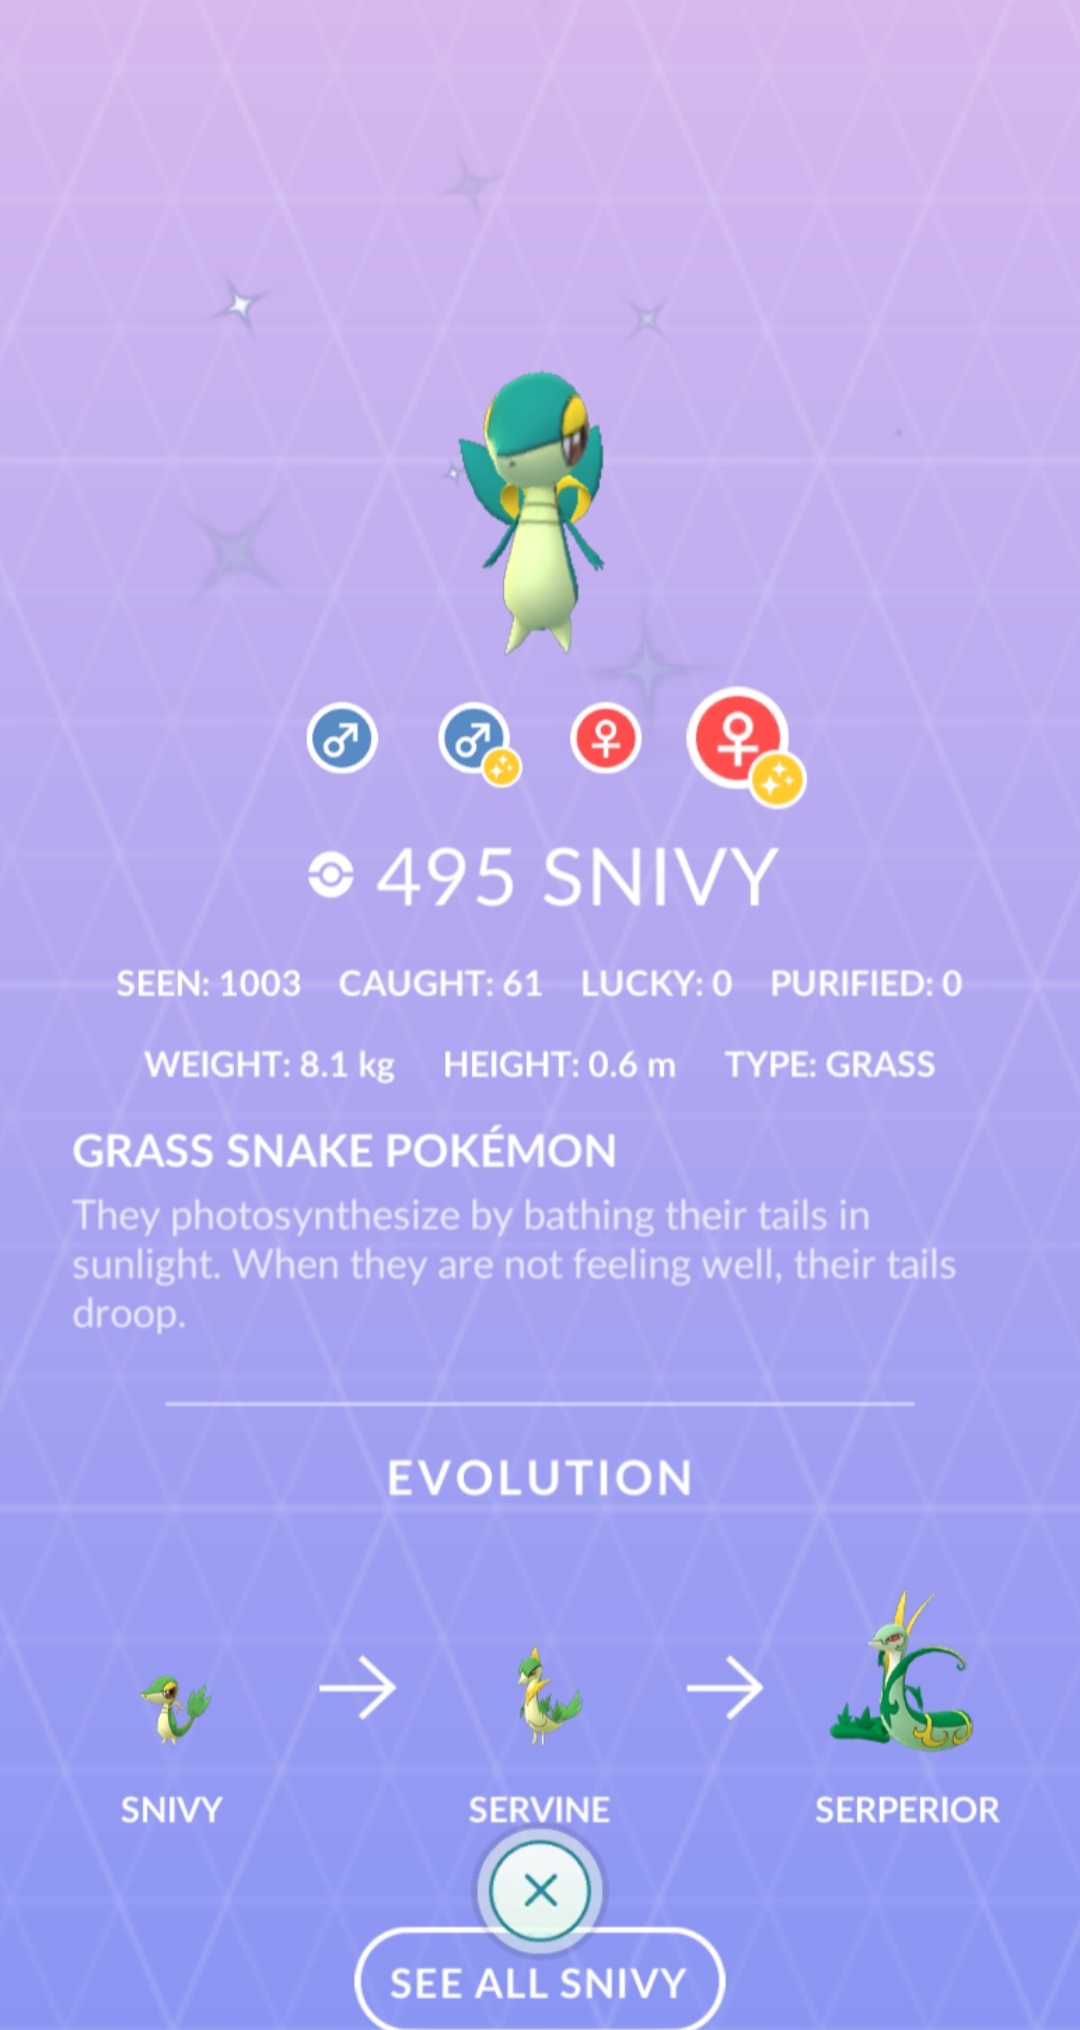 495 SNIVY
SEEN: 1003 CAUGHT: 61 LUCKY: 0 PURIFIED: 0
WEIGHT: 8.1 kg HEIGHT: 0.6 m TYPE: GRASS
GRASS SNAKE POKÉMON
They photosynthesize by bathing their tails in
sunlight. When they are not feeling well, their tails
droop.
EVOLUTION
SNIVY SERVINE SERPERIOR
SEE ALL SNIVY